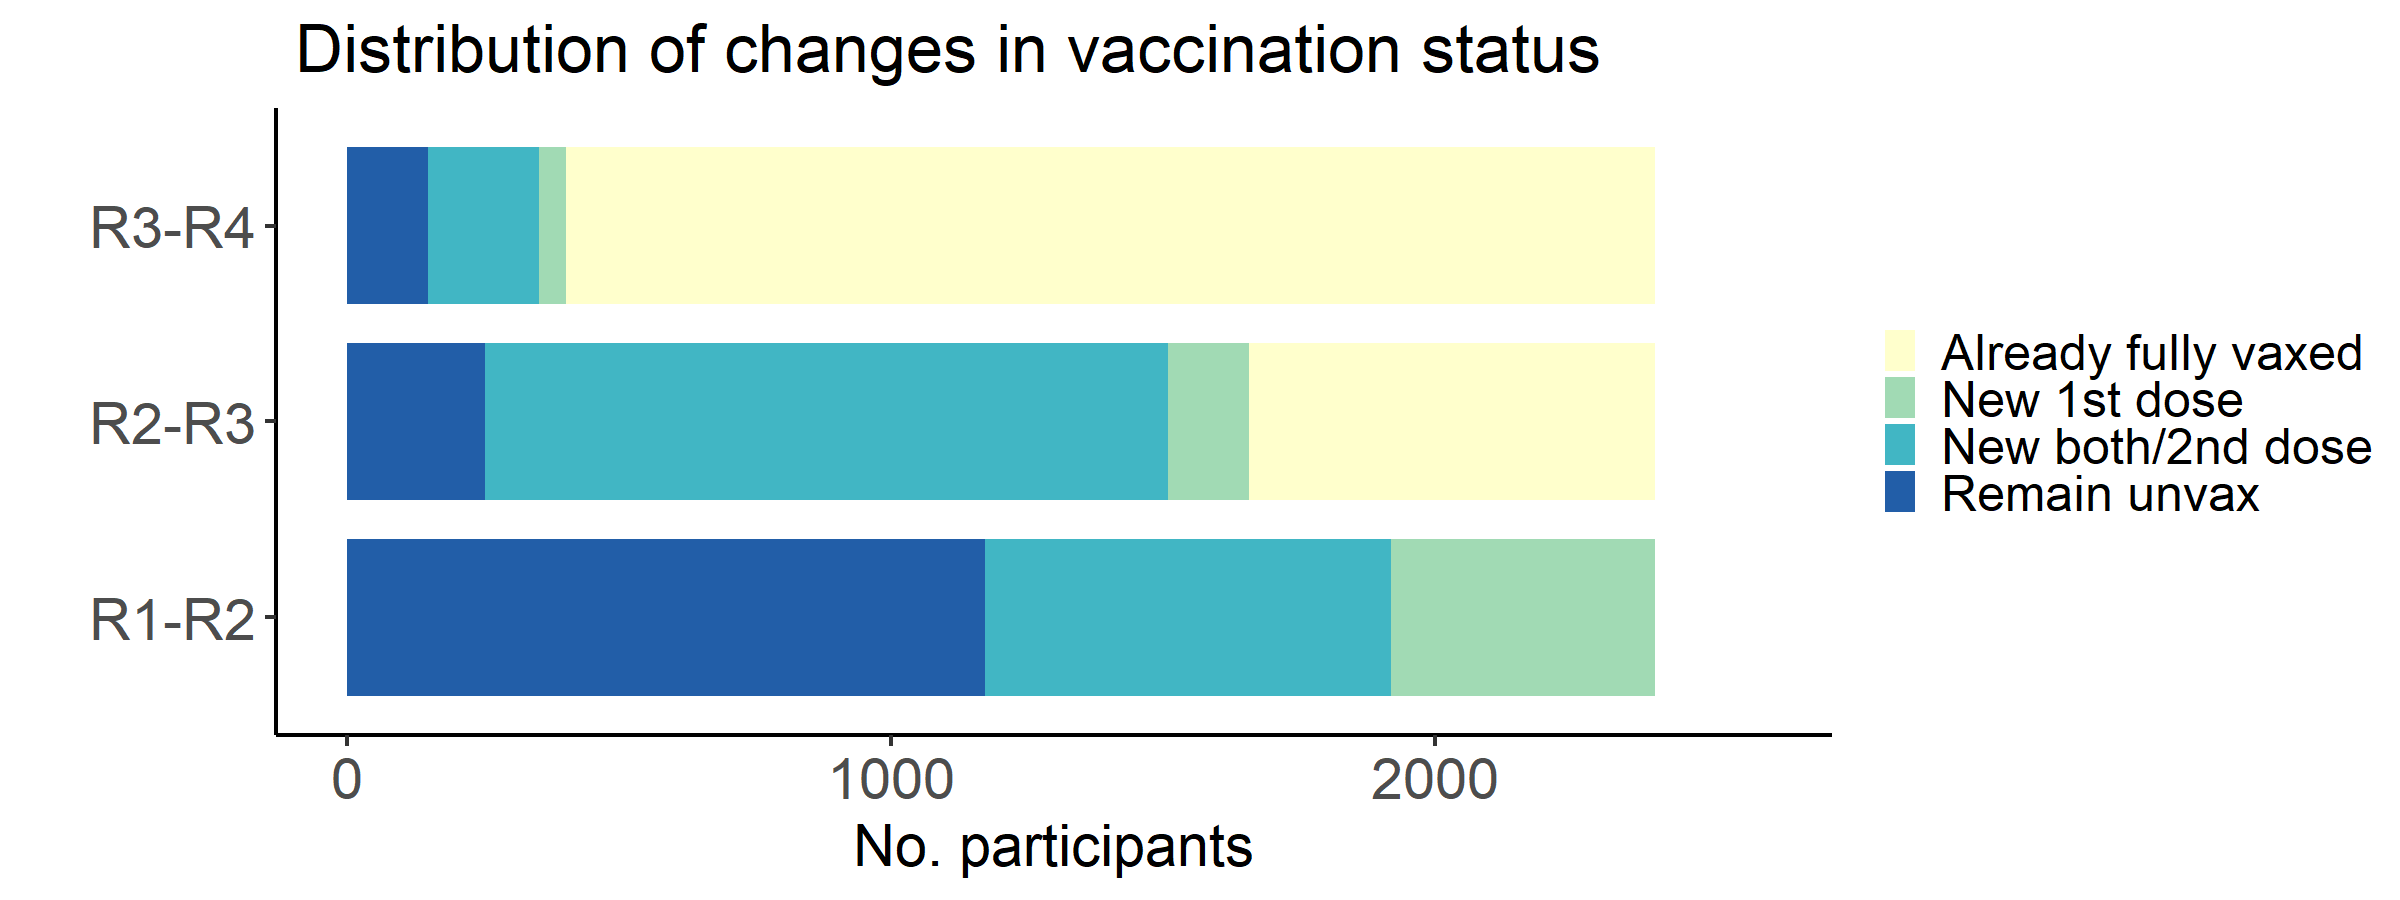 Distribution of changes in vaccination status
R3-R4
R2-R3
R1-R2
0 1000 2000
No. participants
Already fully vaxed
New 1st dose
New both/2nd dose
Remain unvax